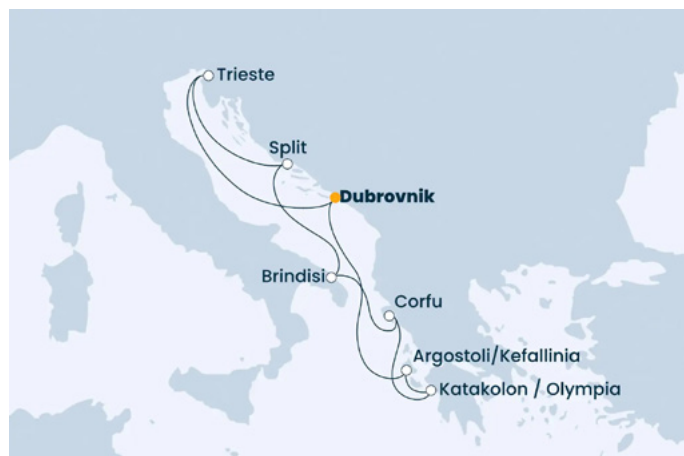 Trieste
Split
Dubrovnik
Brindisi
Corfu
Argostoli/Kefallinia
Katakolon / Olympia